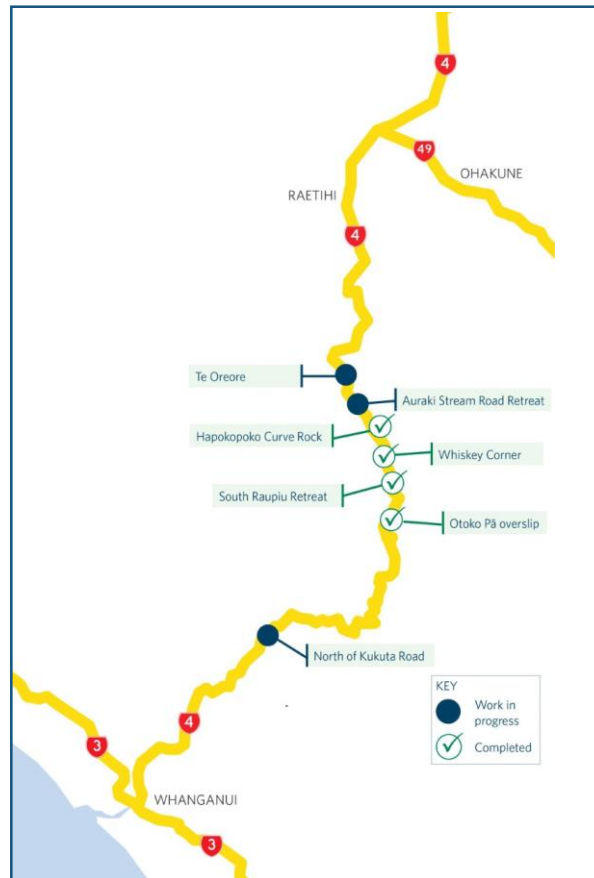 4
49
OHAKUNE
RAETIHI
4
Te Oreore
Auraki Stream Road Retreat
Hapokopoko Curve Rock
Whiskey Corner
South Raupiu Retreat
Otoko Pā overslip
North of Kukuta Road
KEY
Work in
progress
Completed
4
3
WHANGANUI
3